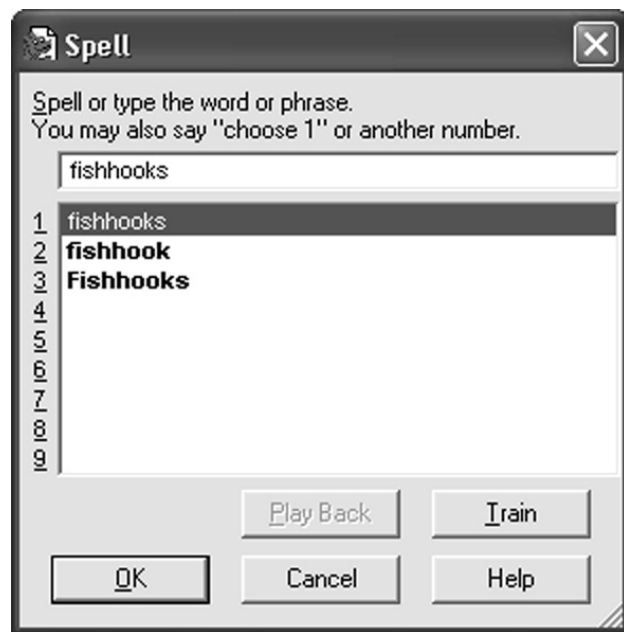 Spell
Spell or type the word or phrase.
You may also say "choose 1" or another number.
fishhooks
1 fishhooks
2 fishhook
3 Fishhooks
4
5
6
7
8
9
Play Back Train
OK Cancel Help